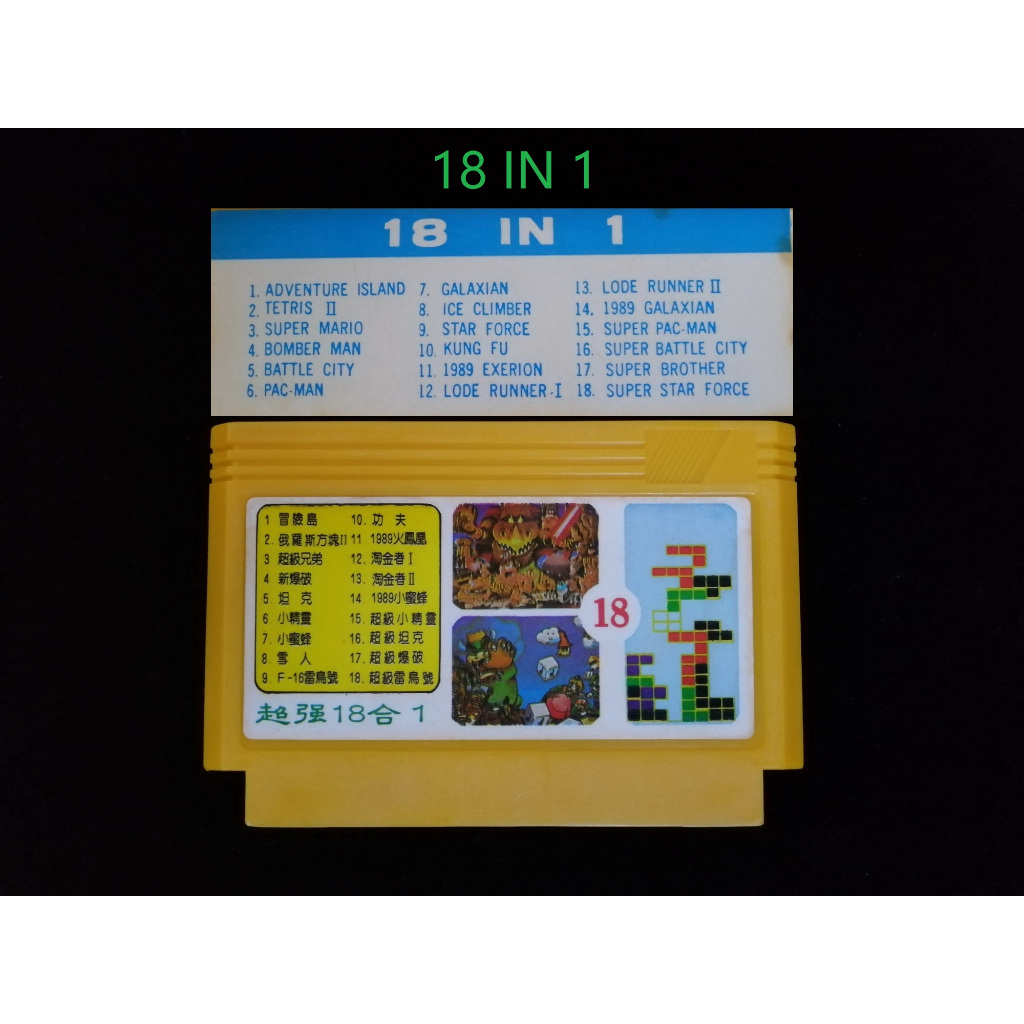 18 IN 1
18 IN 1
1. ADVENTURE ISLAND
2. TETRIS II
3. SUPER MARIO
4. BOMBER MAN
5. BATTLE CITY
6. PAC-MAN
7. GALAXIAN
8. ICE CLIMBER
9. STAR FORCE
10. KUNG FU
11. 1989 EXERION
12. LODE RUNNER-I
13. LODE RUNNER II
14. 1989 GALAXIAN
15. SUPER PAC-MAN
16. SUPER BATTLE CITY
17. SUPER BROTHER
18. SUPER STAR FORCE
1 冒險島
2. 俄羅斯方塊II
3 超級兄弟
4 新爆破
5. 坦克
6. 小精靈
7. 小蜜蜂
8 雪人
9. F-16雷鳥號
10. 功夫
11 1989火鳳凰
12. 淘金者I
13. 淘金者II
14 1989小蜜蜂
15. 超級小精靈
16. 超級坦克
17. 超級爆破
18. 超級雷鳥號
超强18合1
18